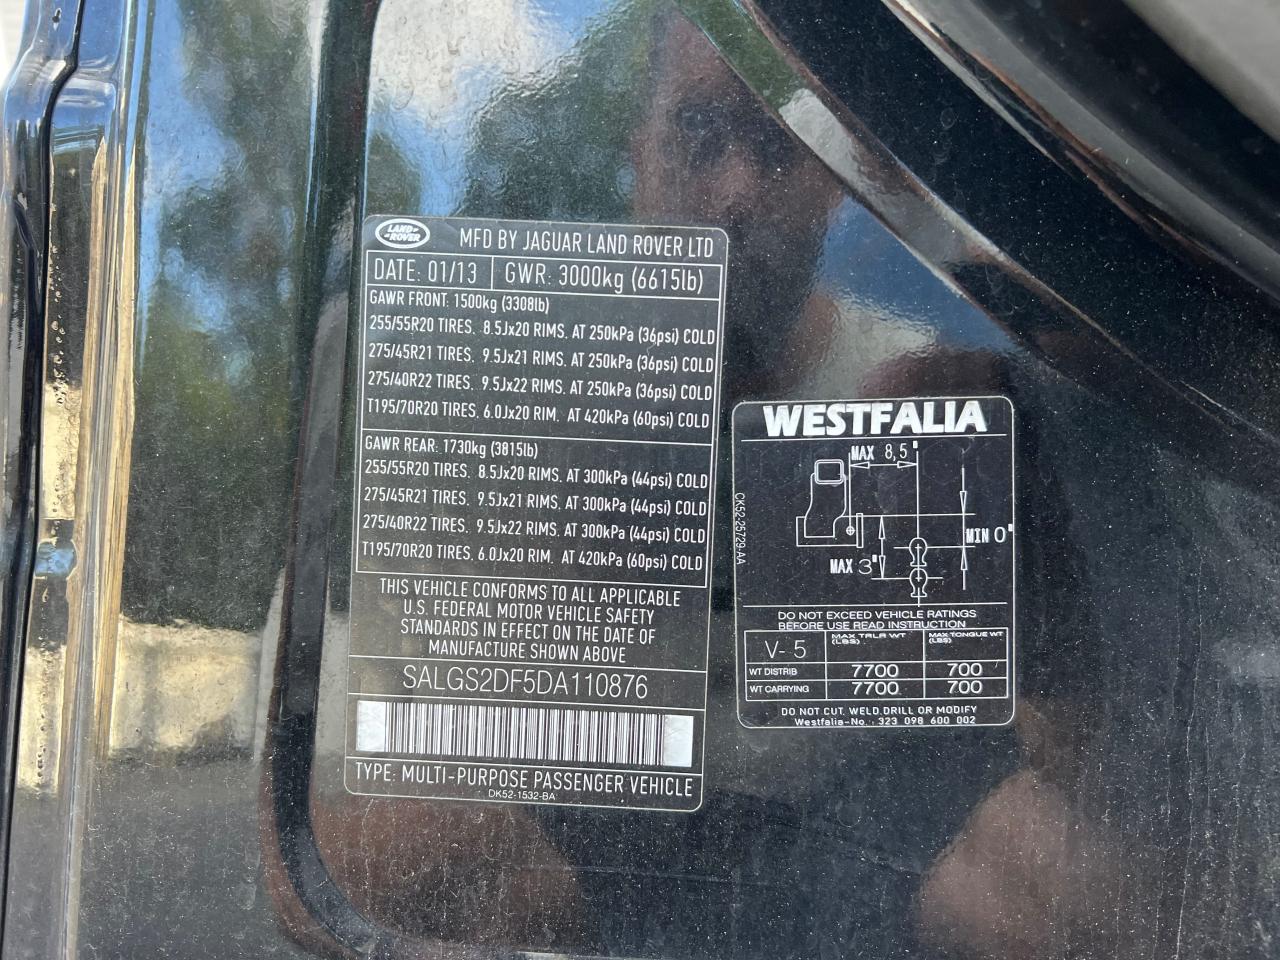 LAND ROVER
MFD BY JAGUAR LAND ROVER LTD
DATE: 01/13 GWR: 3000kg (6615lb)
GAWR FRONT: 1500kg (3308lb)
255/55R20 TIRES. 8.5Jx20 RIMS. AT 250kPa (36psi) COLD
275/45R21 TIRES. 9.5Jx21 RIMS. AT 250kPa (36psi) COLD
275/40R22 TIRES. 9.5Jx22 RIMS. AT 250kPa (36psi) COLD
T195/70R20 TIRES. 6.0Jx20 RIM. AT 420kPa (60psi) COLD
GAWR REAR: 1730kg (3815lb)
255/55R20 TIRES. 8.5Jx20 RIMS. AT 300kPa (44psi) COLD
275/45R21 TIRES. 9.5Jx21 RIMS. AT 300kPa (44psi) COLD
275/40R22 TIRES. 9.5Jx22 RIMS. AT 300kPa (44psi) COLD
T195/70R20 TIRES. 6.0Jx20 RIM. AT 420kPa (60psi) COLD
THIS VEHICLE CONFORMS TO ALL APPLICABLE
U.S. FEDERAL MOTOR VEHICLE SAFETY
STANDARDS IN EFFECT ON THE DATE OF
MANUFACTURE SHOWN ABOVE
SALGS2DF5DA110876
TYPE: MULTI-PURPOSE PASSENGER VEHICLE
DK52-1532-BA
WESTFALIA
MAX 8,5"
MIN 0"
MAX 3"
CK52-25729-AA
DO NOT EXCEED VEHICLE RATINGS
BEFORE USE READ INSTRUCTION
V-5 MAX TRLR WT (LBS) MAX TONGUE WT (LBS)
WT DISTRIB 7700 700
WT CARRYING 7700 700
DO NOT CUT, WELD, DRILL OR MODIFY
Westfalia-No.: 323 098 600 002